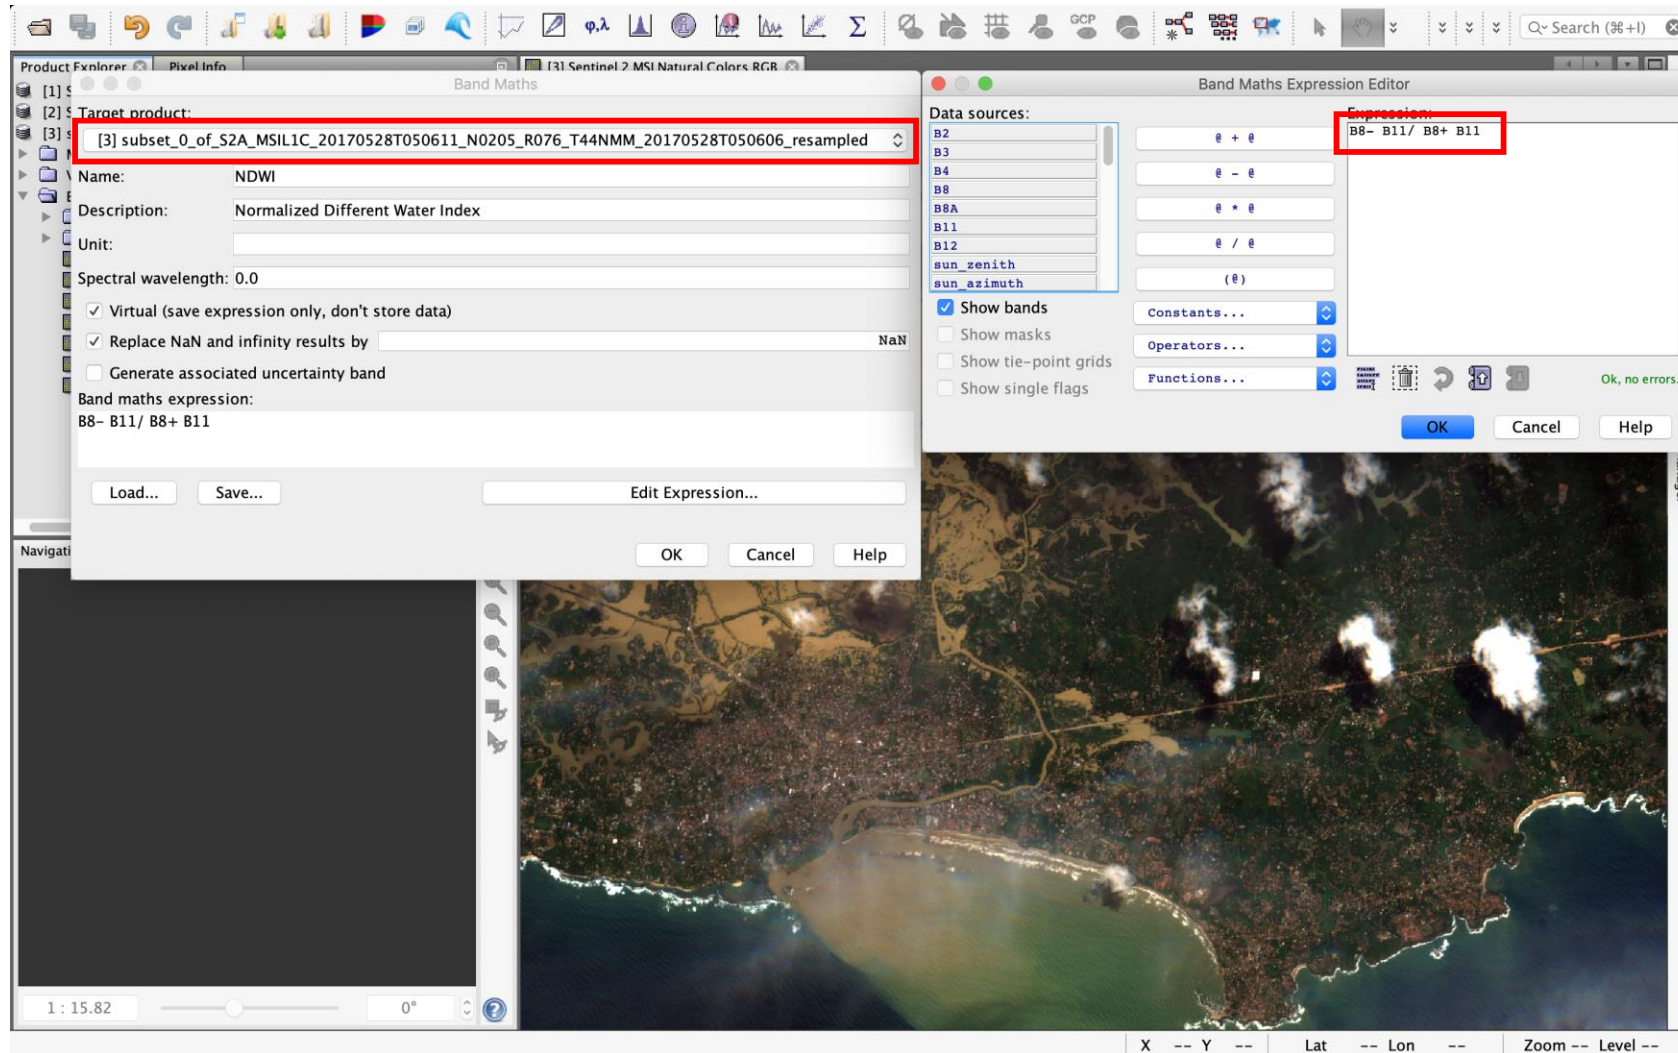 φ,λ
GCP
Σ
Search (⌘+I)
Product Explorer
Pixel Info
[3] Sentinel 2 MSI Natural Colors RGB
[1] S
[2] S
[3] s
Band Maths
Target product:
[3] subset_0_of_S2A_MSIL1C_20170528T050611_N0205_R076_T44NMM_20170528T050606_resampled
Name:
NDWI
Description:
Normalized Different Water Index
Unit:
Spectral wavelength:
0.0
Virtual (save expression only, don't store data)
Replace NaN and infinity results by
NaN
Generate associated uncertainty band
Band maths expression:
B8- B11/ B8+ B11
Load...
Save...
Edit Expression...
OK
Cancel
Help
Band Maths Expression Editor
Data sources:
B2
B3
B4
B8
B8A
B11
B12
sun_zenith
sun_azimuth
Show bands
Show masks
Show tie-point grids
Show single flags
@ + @
@ - @
@ * @
@ / @
(@)
Constants...
Operators...
Functions...
Expression:
B8- B11/ B8+ B11
Ok, no errors.
OK
Cancel
Help
Navigati
1 : 15.82
0°
X -- Y --
Lat -- Lon --
Zoom -- Level --